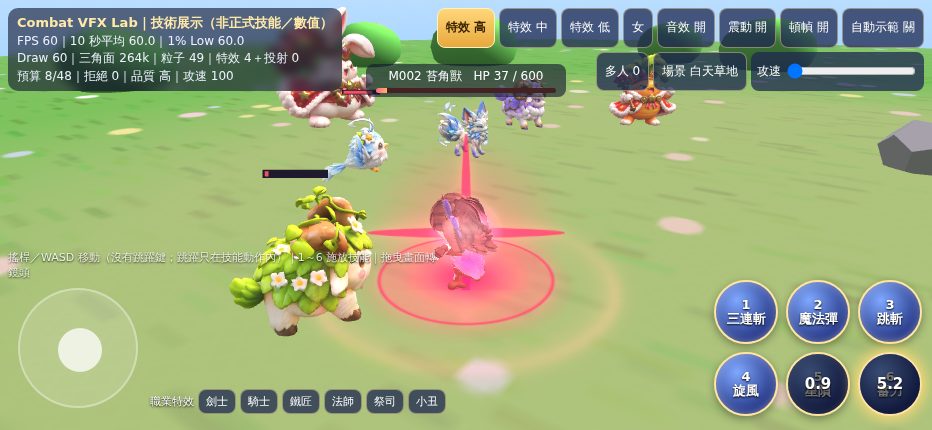 Combat VFX Lab｜技術展示（非正式技能／數值）
FPS 60｜10 秒平均 60.0｜1% Low 60.0
Draw 60｜三角面 264k｜粒子 49｜特效 4＋投射 0
預算 8/48｜拒絕 0｜品質 高｜攻速 100
特效 高
特效 中
特效 低
女
音效 開
震動 開
頓幀 開
自動示範 關
M002 苔角獸 HP 37 / 600
多人 0
場景 白天草地
攻速
搖桿／WASD 移動（沒有跳躍鍵；跳躍只在技能動作內）｜1～6 施放技能｜拖曳畫面轉
鏡頭
1
三連斬
2
魔法彈
3
跳斬
4
旋風
0.9
5.2
職業特效
劍士
騎士
鐵匠
法師
祭司
小丑